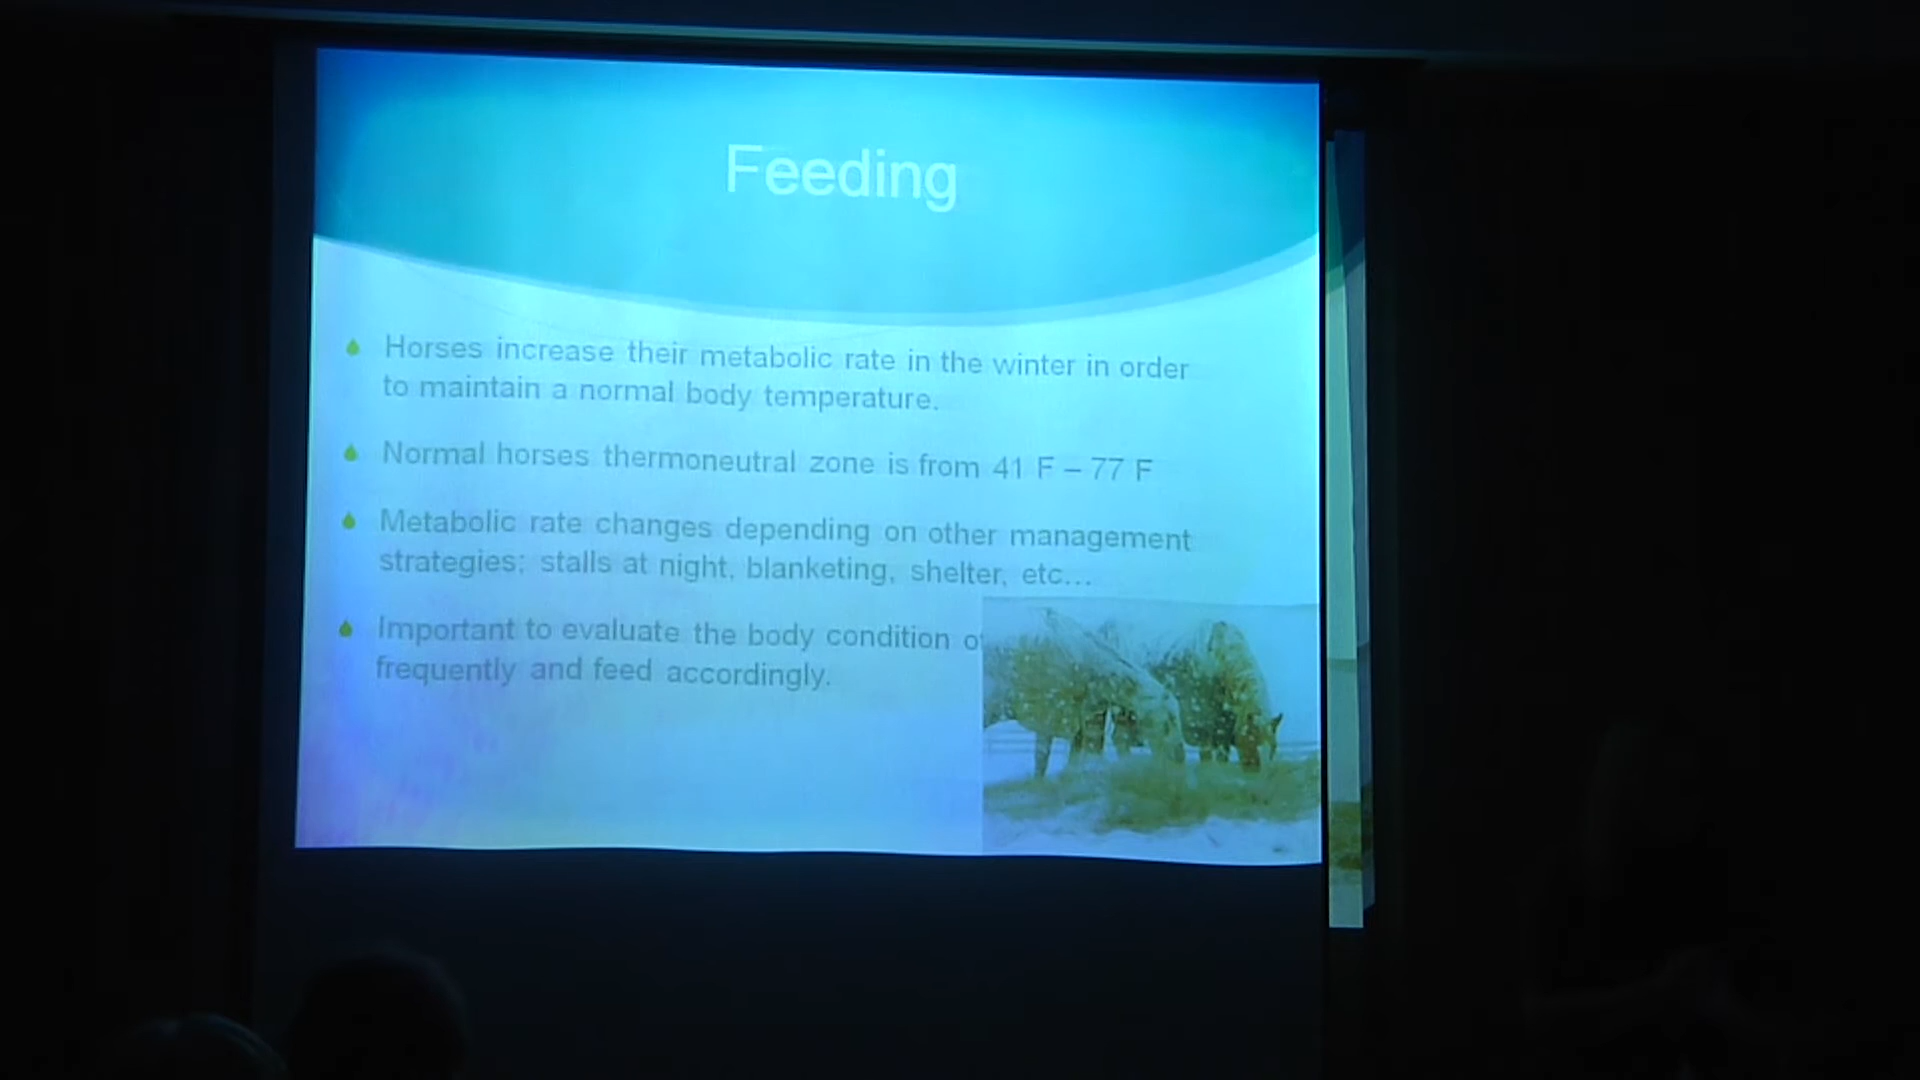 Feeding
Horses increase their metabolic rate in the winter in order
to maintain a normal body temperature.
Normal horses thermoneutral zone is from 41 F – 77 F
Metabolic rate changes depending on other management
strategies; stalls at night, blanketing, shelter, etc…
Important to evaluate the body condition
frequently and feed accordingly.